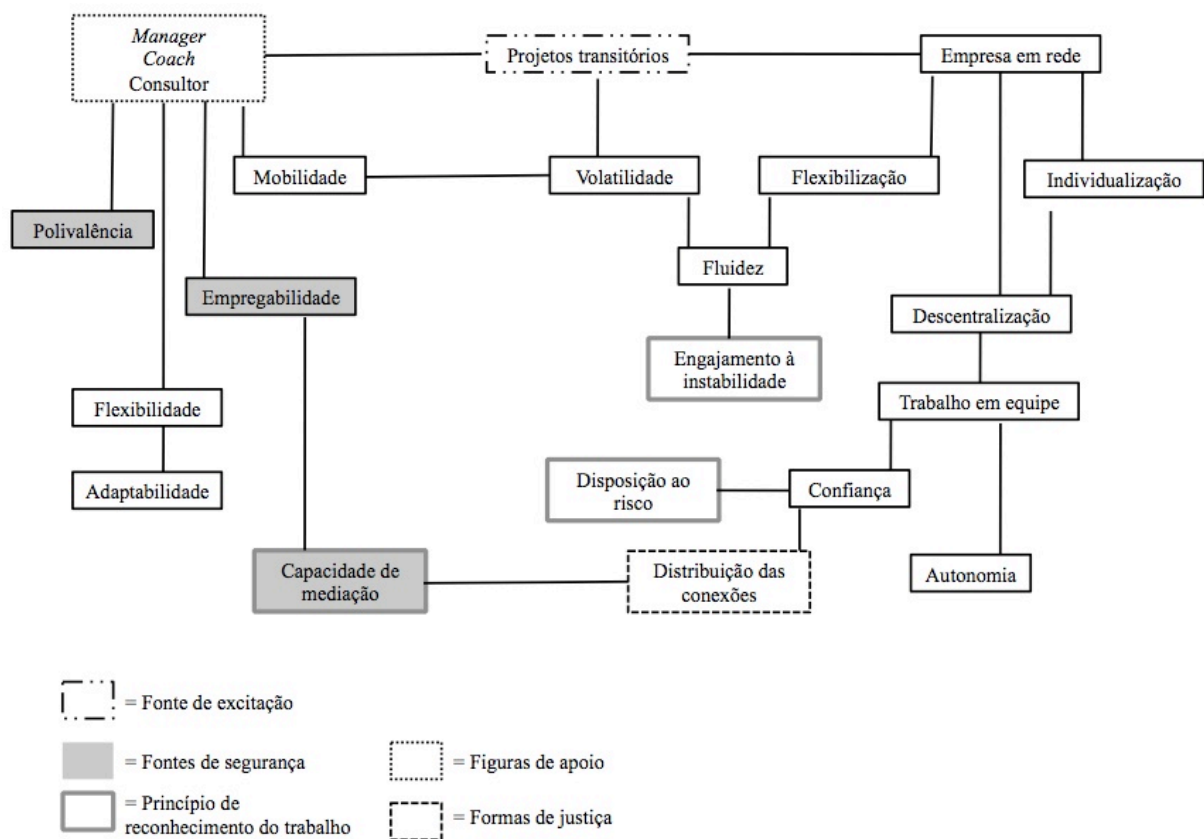 Manager
Coach
Consultor
Projetos transitórios
Empresa em rede
Mobilidade
Volatilidade
Flexibilização
Individualização
Polivalência
Fluidez
Empregabilidade
Descentralização
Engajamento à
instabilidade
Flexibilidade
Trabalho em equipe
Adaptabilidade
Disposição ao
risco
Confiança
Capacidade de
mediação
Distribuição das
conexões
Autonomia
= Fonte de excitação
= Fontes de segurança
= Figuras de apoio
= Princípio de
reconhecimento do trabalho
= Formas de justiça